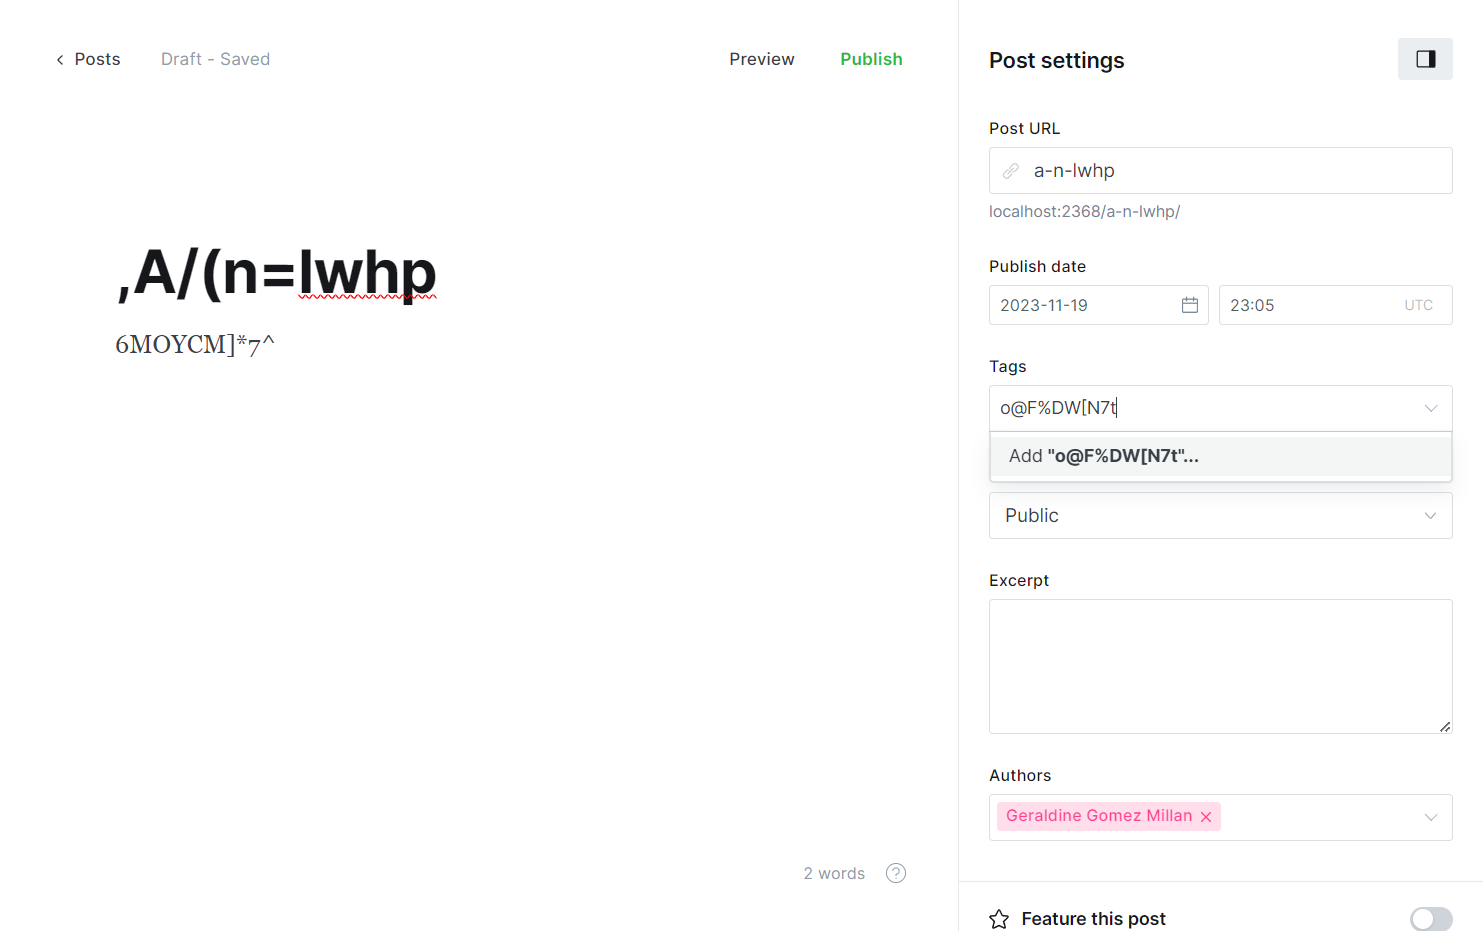 Posts
Draft - Saved
Preview
Publish
,A/(n=lwhp
6MOYCM]*7^
2 words
?
Post settings
Post URL
a-n-lwhp
localhost:2368/a-n-lwhp/
Publish date
2023-11-19
23:05 UTC
Tags
o@F%DW[N7t
Add "o@F%DW[N7t"...
Public
Excerpt
Authors
Geraldine Gomez Millan
Feature this post